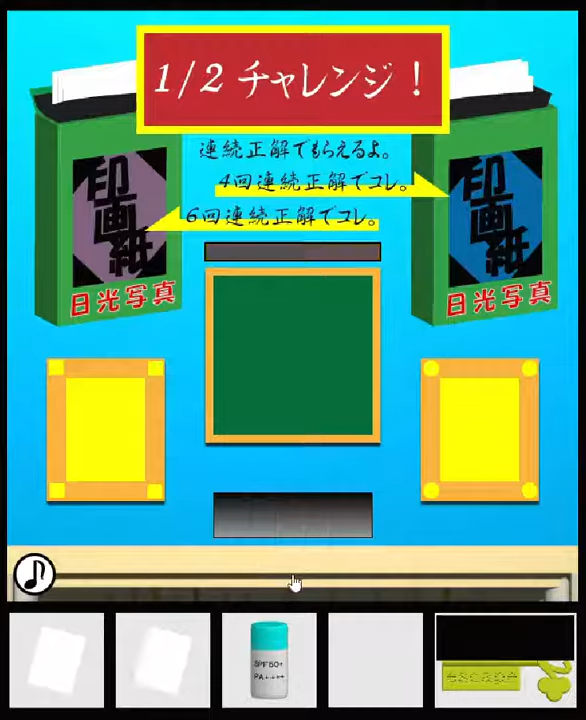 1/2 チャレンジ！
連続正解でもらえるよ。
4回連続正解でコレ。
6回連続正解でコレ。
印画紙
日光写真
印画紙
日光写真
SPF50+
PA++++